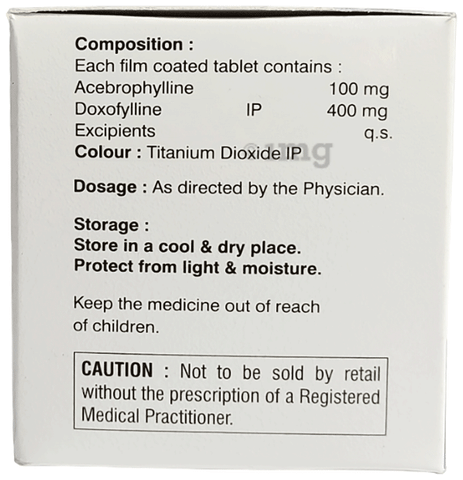 Composition :
Each film coated tablet contains :
Acebrophylline 100 mg
Doxofylline IP 400 mg
Excipients q.s.
Colour : Titanium Dioxide IP
Dosage : As directed by the Physician.
Storage :
Store in a cool & dry place.
Protect from light & moisture.
Keep the medicine out of reach
of children.
CAUTION : Not to be sold by retail
without the prescription of a Registered
Medical Practitioner.